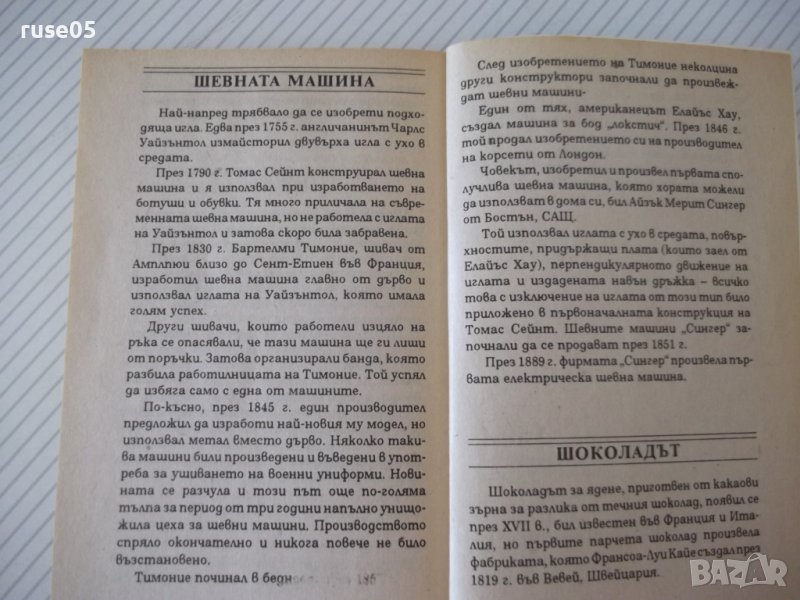 ruse05
ШЕВНАТА МАШИНА
Най-напред трябвало да се изобрети подхо-
дяща игла. Едва през 1755 г. англичанинът Чарлс
Уайзънтол измайсторил двувърха игла с ухо в
средата.
През 1790 г. Томас Сейнт конструирал шевна
машина и я използвал при изработването на
ботуши и обувки. Тя много приличала на съвре-
менната шевна машина, но не работела с иглата
на Уайзънтол и затова скоро била забравена.
През 1830 г. Бартелми Тимоние, шивач от
Амплпюи близо до Сент-Етиен във Франция,
изработил шевна машина главно от дърво и
използвал иглата на Уайзънтол, която имала
голям успех.
Други шивачи, които работели изцяло на
ръка се опасявали, че тази машина ще ги лиши
от поръчки. Затова организирали банда, която
разбила работилницата на Тимоние. Той успял
да избяга само с една от машините.
По-късно, през 1845 г. един производител
предложил да изработи най-новия му модел, но
използвал метал вместо дърво. Няколко таки-
ва машини били произведени и въведени в упот-
реба за ушиването на военни униформи. Нови-
ната се разчула и този път още по-голяма
тълпа за период от три години напълно унищо-
жила цеха за шевни машини. Производството
спряло окончателно и никога повече не било
възстановено.
Тимоние починал в бедн
След изобретението на Тимоние неколцина
други конструктори започнали да произвеж-
дат шевни машини-
Един от тях, американецът Елайъс Хау,
създал машина за бод „локстич". През 1846 г.
той продал изобретението си на производител
на корсети от Лондон.
Човекът, изобретил и произвел първата спо-
лучлива шевна машина, която хората можели
да използват в дома си, бил Айзък Мерит Сингер
от Бостън, САЩ.
Той използвал иглата с ухо в средата, повър-
хностите, придържащи плата (които заел от
Елайъс Хау), перпендикулярното движение на
иглата и издадената навън дръжка – всичко
това с изключение на иглата от този тип било
приложено в първоначалната конструкция на
Томас Сейнт. Шевните машини „Сингер" за-
почнали да се продават през 1851 г.
През 1889 г. фирмата „Сингер" произвела пър-
вата електрическа шевна машина.
ШОКОЛАДЪТ
Шоколадът за ядене, приготвен от какаови
зърна за разлика от течния шоколад, появил се
през XVII в., бил известен във Франция и Ита-
лия, но първите парчета шоколад произвела
фабриката, която Франсоа-Луи Кайе създал през
1819 г. във Вевей, Швейцария.
BAZAR